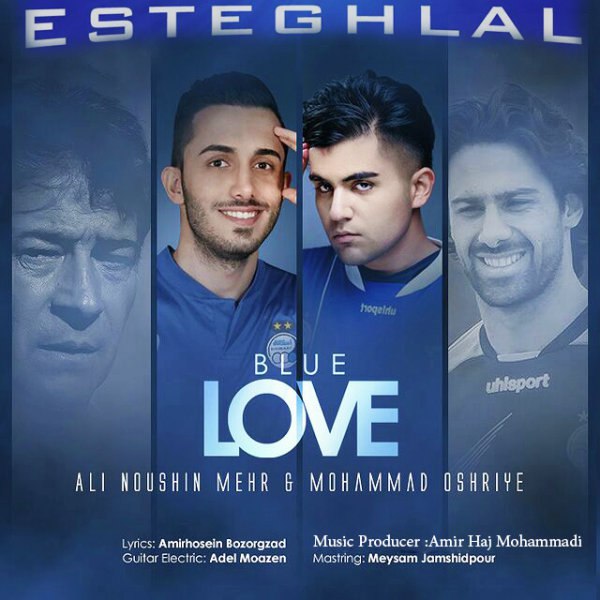 ESTEGHLAL
uhlsport
uhlsport
BLUE
LOVE
ALI NOUSHIN MEHR & MOHAMMAD OSHRIYE
Lyrics: Amirhosein Bozorgzad
Guitar Electric: Adel Moazen
Music Producer :Amir Haj Mohammadi
Mastring: Meysam Jamshidpour